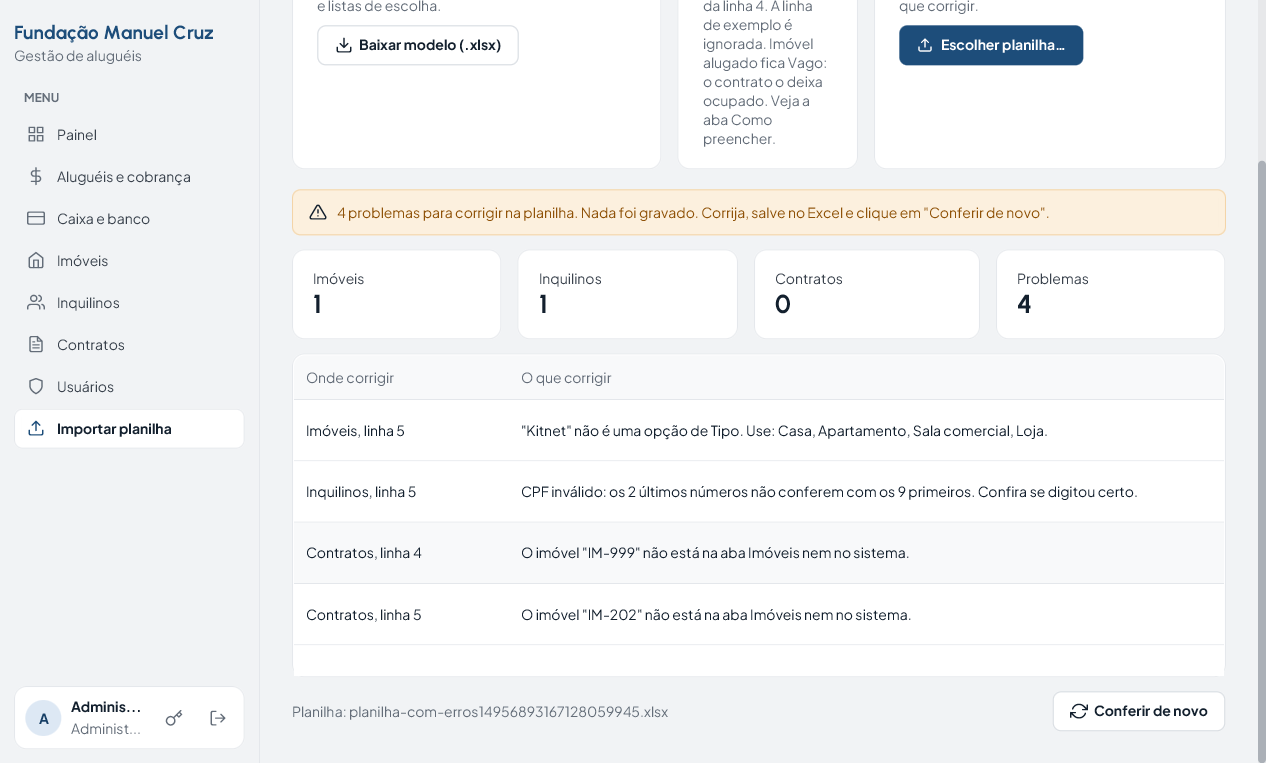 Fundação Manuel Cruz
Gestão de aluguéis
MENU
Painel
Aluguéis e cobrança
Caixa e banco
Imóveis
Inquilinos
Contratos
Usuários
Importar planilha
A
Adminis...
Administ...
e listas de escolha.
Baixar modelo (.xlsx)
da linha 4. A linha
de exemplo é
ignorada. Imóvel
alugado fica Vago:
o contrato o deixa
ocupado. Veja a
aba Como
preencher.
que corrigir.
Escolher planilha...
4 problemas para corrigir na planilha. Nada foi gravado. Corrija, salve no Excel e clique em "Conferir de novo".
Imóveis
1
Inquilinos
1
Contratos
0
Problemas
4
Onde corrigir
O que corrigir
Imóveis, linha 5
"Kitnet" não é uma opção de Tipo. Use: Casa, Apartamento, Sala comercial, Loja.
Inquilinos, linha 5
CPF inválido: os 2 últimos números não conferem com os 9 primeiros. Confira se digitou certo.
Contratos, linha 4
O imóvel "IM-999" não está na aba Imóveis nem no sistema.
Contratos, linha 5
O imóvel "IM-202" não está na aba Imóveis nem no sistema.
Planilha: planilha-com-erros14956893167128059945.xlsx
Conferir de novo